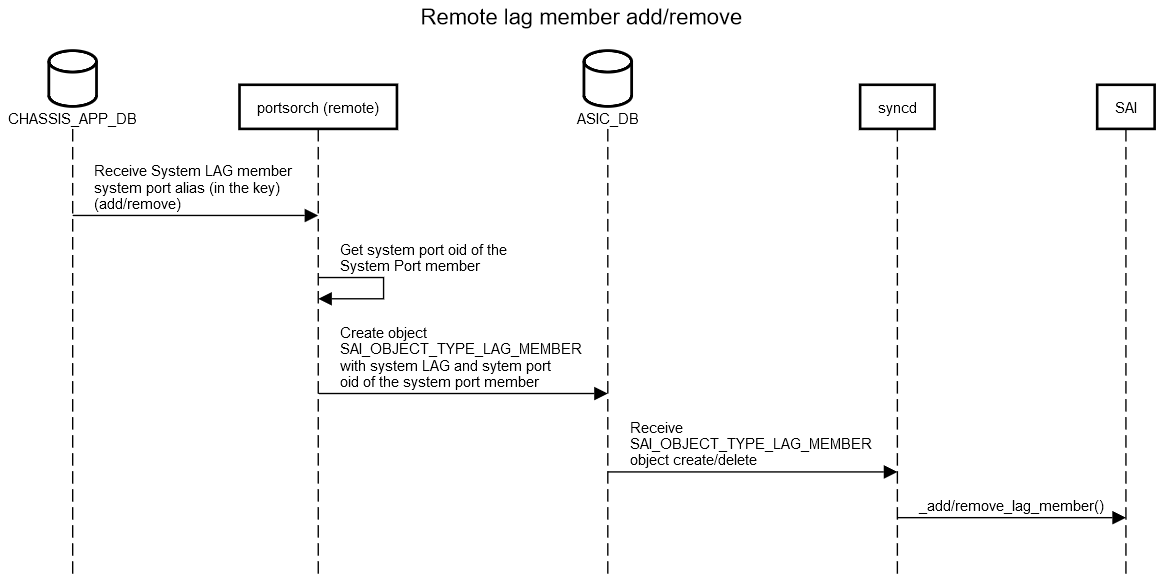 Remote lag member add/remove
CHASSIS_APP_DB
portsorch (remote)
ASIC_DB
syncd
SAI
Receive System LAG member
system port alias (in the key)
(add/remove)
Get system port oid of the
System Port member
Create object
SAI_OBJECT_TYPE_LAG_MEMBER
with system LAG and sytem port
oid of the system port member
Receive
SAI_OBJECT_TYPE_LAG_MEMBER
object create/delete
_add/remove_lag_member()